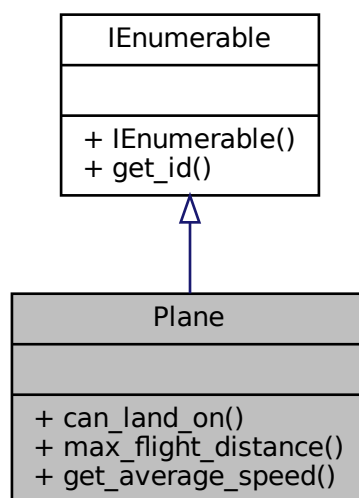 IEnumerable
+ IEnumerable()
+ get_id()
Plane
+ can_land_on()
+ max_flight_distance()
+ get_average_speed()